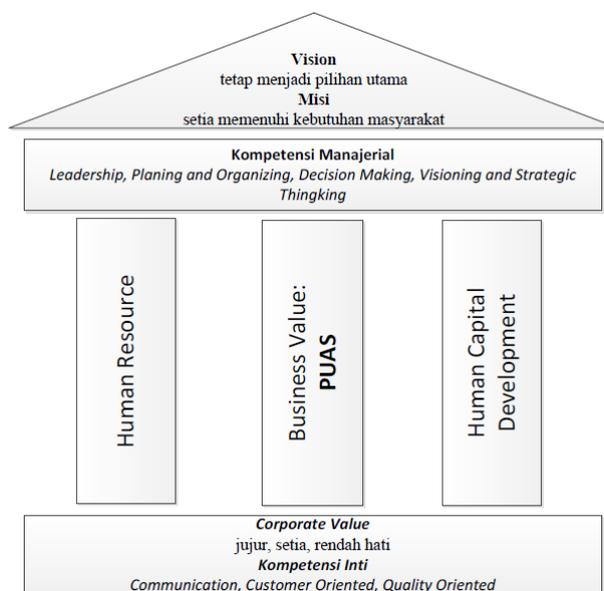 Vision
tetap menjadi pilihan utama
Misi
setia memenuhi kebutuhan masyarakat
Kompetensi Manajerial
Leadership, Planing and Organizing, Decision Making, Visioning and Strategic
Thingking
Human Resource
Business Value:
PUAS
Human Capital
Development
Corporate Value
jujur, setia, rendah hati
Kompetensi Inti
Communication, Customer Oriented, Quality Oriented